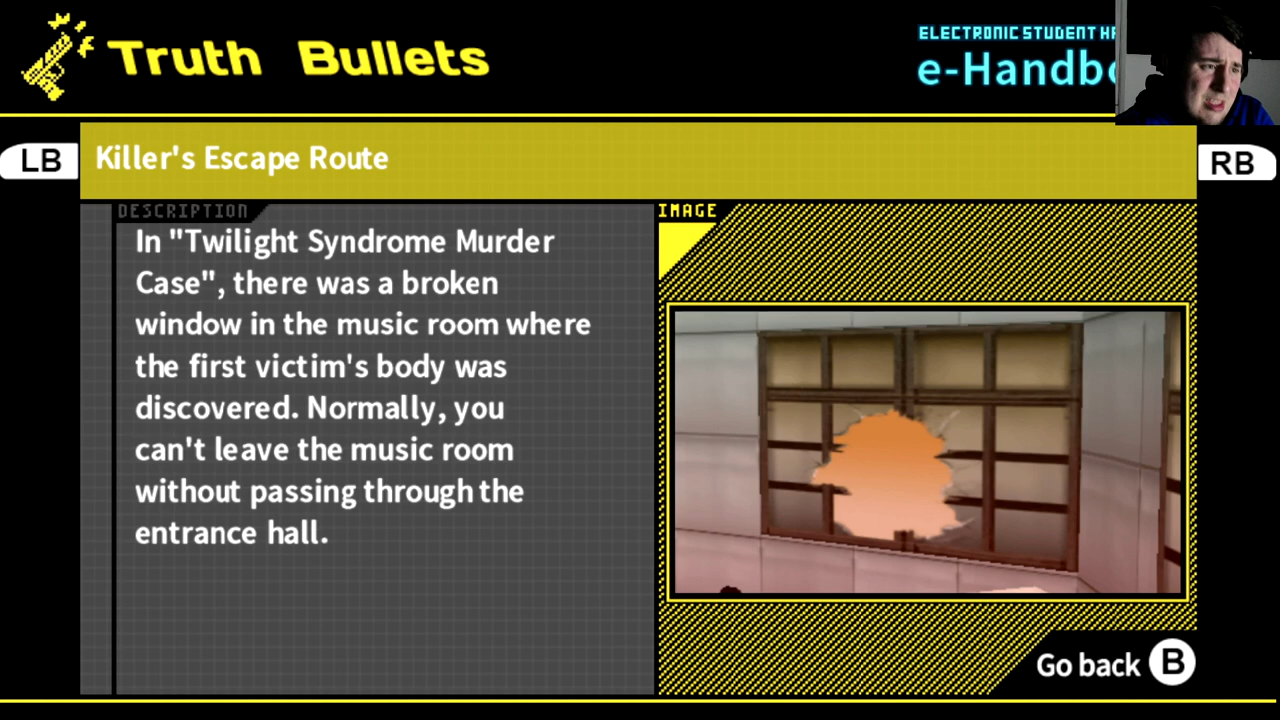 Truth Bullets
ELECTRONIC STUDENT
e-Handbo
LB
Killer's Escape Route
RB
DESCRIPTION
IMAGE
In "Twilight Syndrome Murder
Case", there was a broken
window in the music room where
the first victim's body was
discovered. Normally, you
can't leave the music room
without passing through the
entrance hall.
Go back B